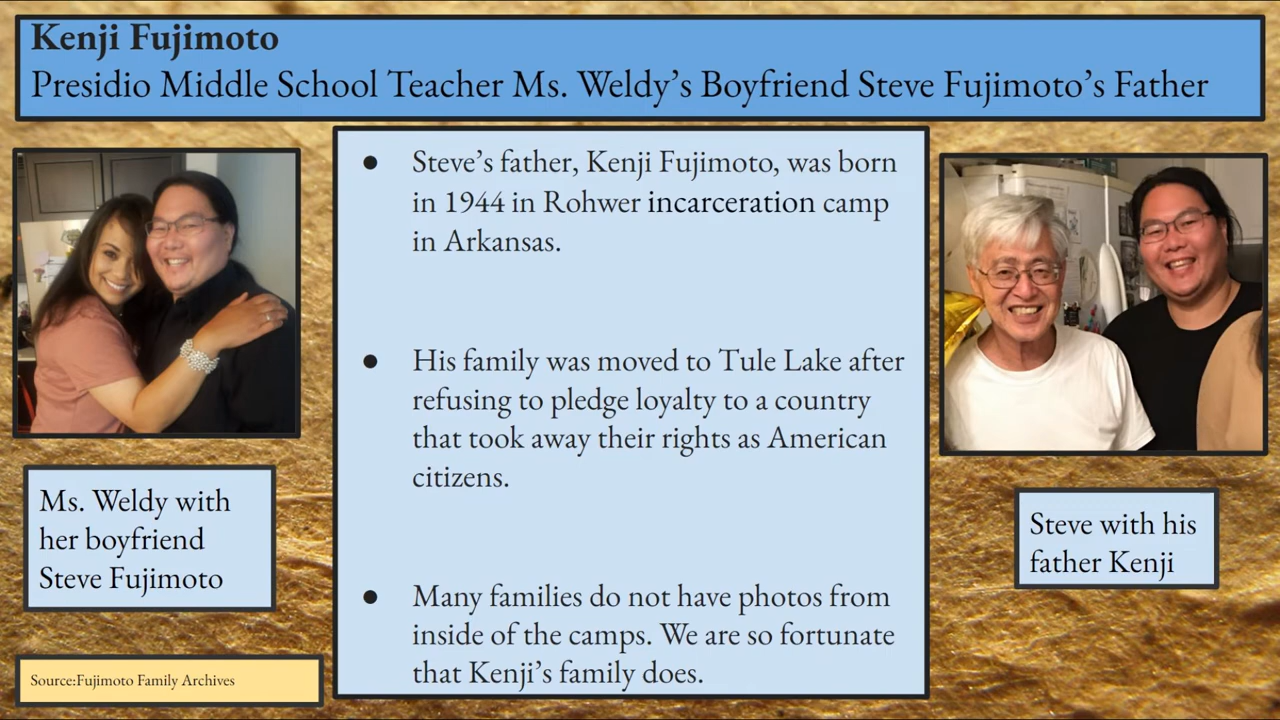 Kenji Fujimoto
Presidio Middle School Teacher Ms. Weldy’s Boyfriend Steve Fujimoto’s Father
● Steve’s father, Kenji Fujimoto, was born
in 1944 in Rohwer incarceration camp
in Arkansas.
● His family was moved to Tule Lake after
refusing to pledge loyalty to a country
that took away their rights as American
citizens.
● Many families do not have photos from
inside of the camps. We are so fortunate
that Kenji’s family does.
Ms. Weldy with
her boyfriend
Steve Fujimoto
Steve with his
father Kenji
Source:Fujimoto Family Archives